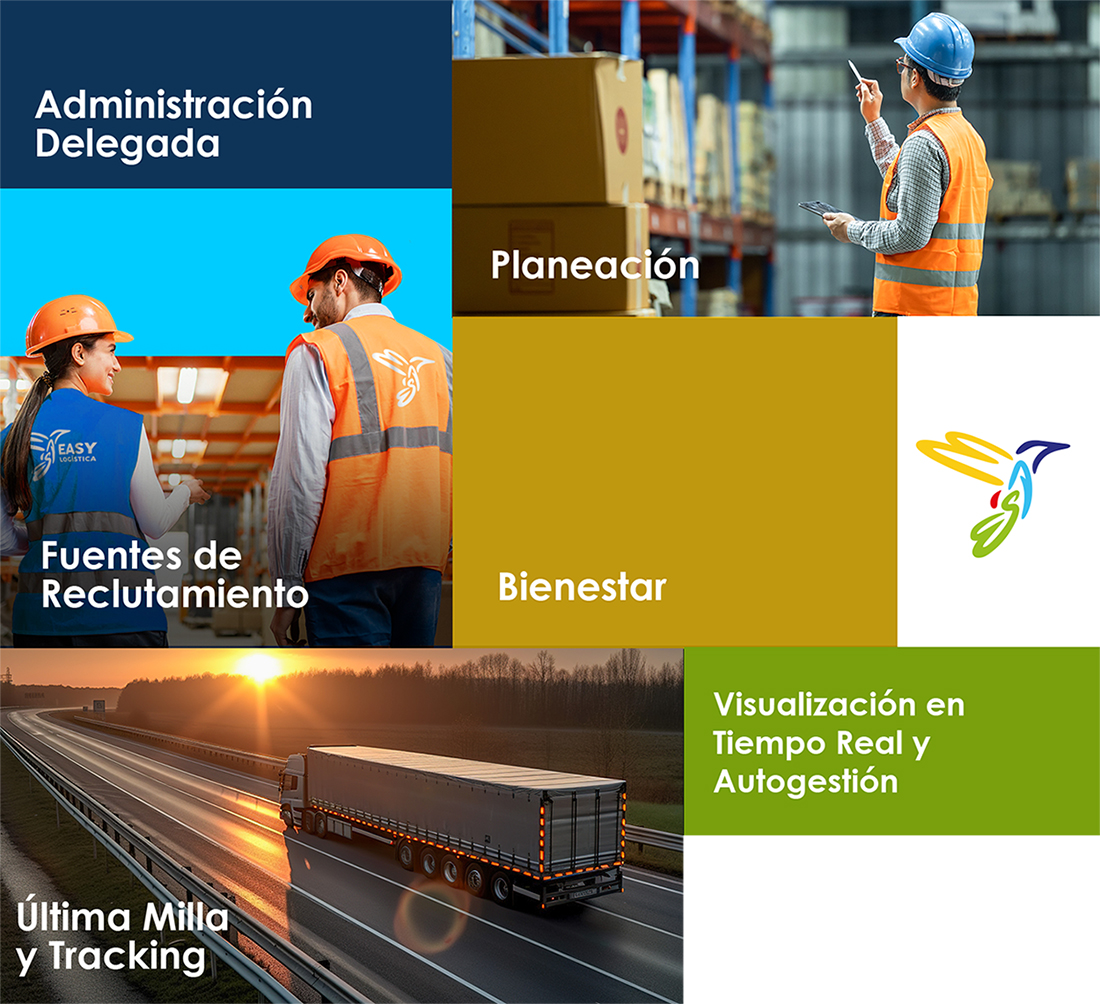 Administración
Delegada
Planeación
EASY
LOGÍSTICA
Fuentes de
Reclutamiento
Bienestar
Visualización en
Tiempo Real y
Autogestión
Última Milla
y Tracking